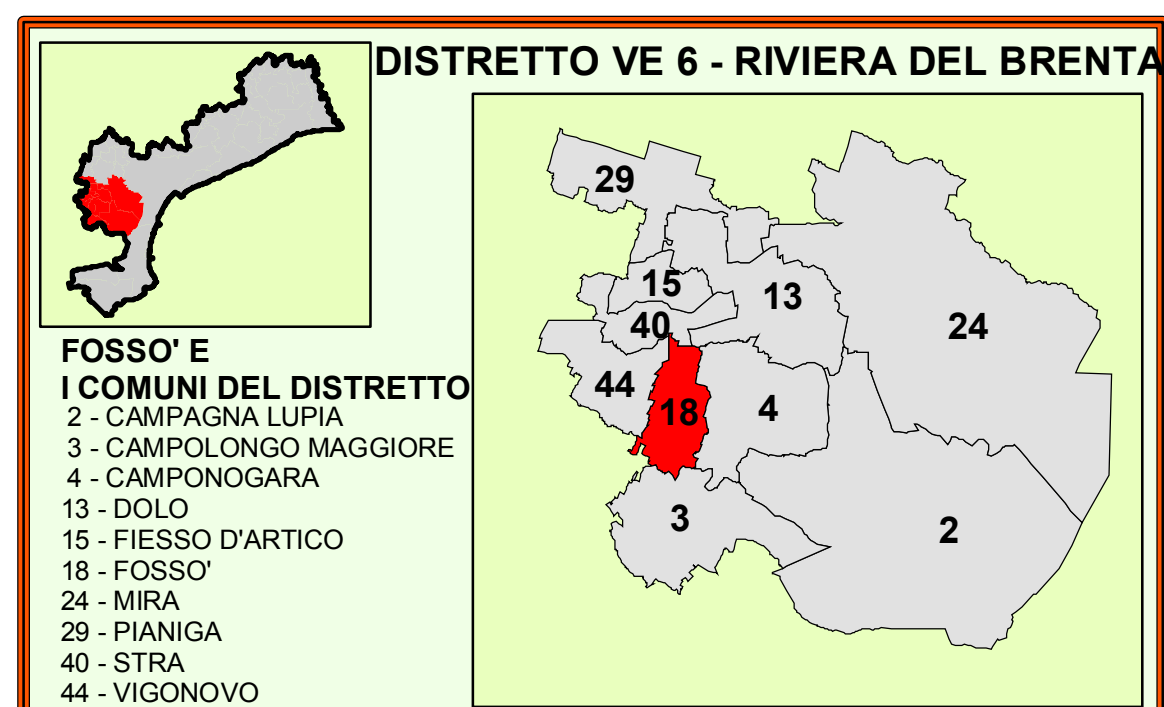 DISTRETTO VE 6 - RIVIERA DEL BRENTA
FOSSO' E
I COMUNI DEL DISTRETTO
2 - CAMPAGNA LUPIA
3 - CAMPOLONGO MAGGIORE
4 - CAMPONOGARA
13 - DOLO
15 - FIESSO D'ARTICO
18 - FOSSO'
24 - MIRA
29 - PIANIGA
40 - STRA
44 - VIGONOVO
29
15
13
40
24
44
18
4
3
2